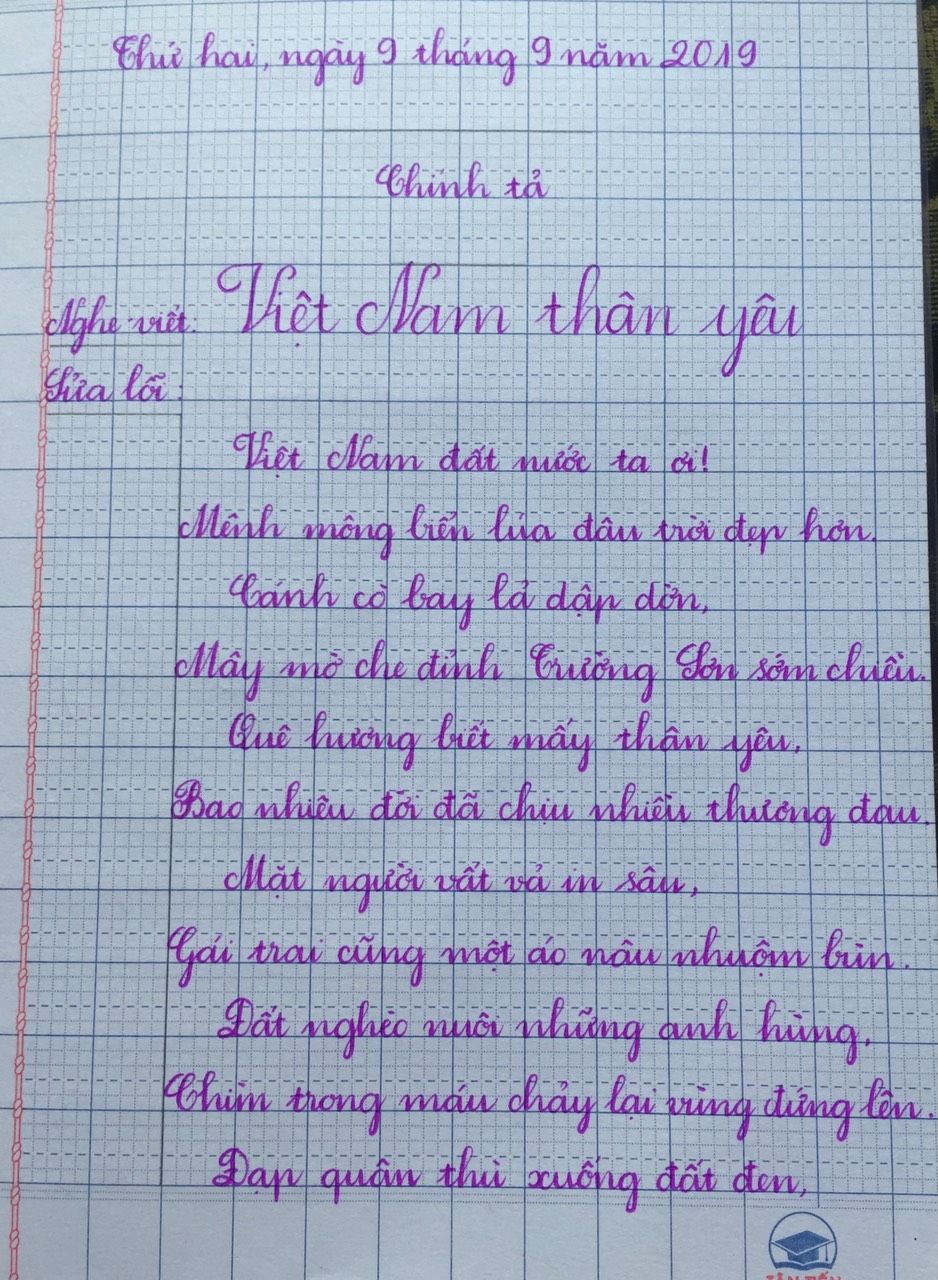 Thứ hai, ngày 9 tháng 9 năm 2019
Chính tả
Nghe viết: Việt Nam thân yêu
Sửa lỗi:
Việt Nam đất nước ta ơi!
Mênh mông biển lúa đâu trời đẹp hơn.
Cánh cò bay lả dập dờn,
Mây mờ che đỉnh Trường Sơn sớm chiều.
Quê hương biết mấy thân yêu,
Bao nhiêu đời đã chịu nhiều thương đau.
Mặt người vất vả in sâu,
Gái trai cũng một áo nâu nhuộm bùn.
Đất nghèo nuôi những anh hùng,
Chìm trong máu chảy lại vùng đứng lên.
Đạp quân thù xuống đất đen,